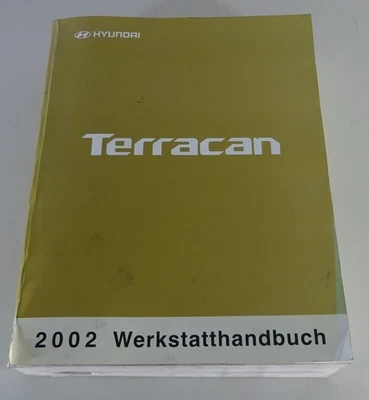 HYUNDAI
Terracan
2002 Werkstatthandbuch